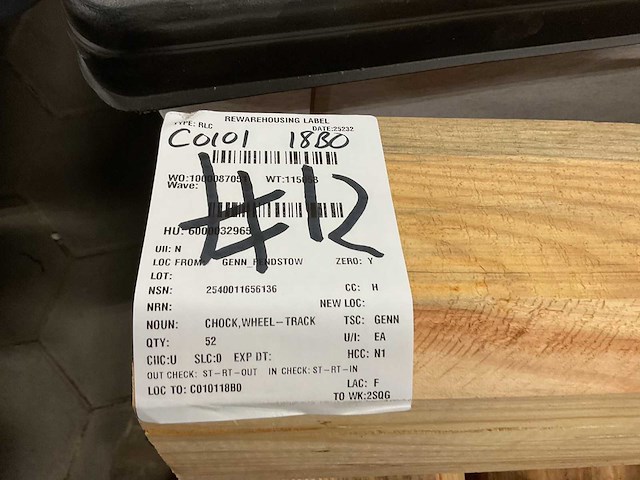 REWAREHOUSING LABEL
TYPE: RLC DATE:25232
C0101 18B0
WT:
Wave:
#12
HU:
UII: N
LOC FROM: GENN ZERO: Y
LOT:
NSN: 2540011656136 CC: H
NRN: NEW LOC:
NOUN: CHOCK,WHEEL-TRACK TSC: GENN
QTY: 52 U/I: EA
CIIC:U SLC:0 EXP DT: HCC: N1
OUT CHECK: ST-RT-OUT IN CHECK: ST-RT-IN
LOC TO: C010118B0 LAC: F
TO WK:2SQG